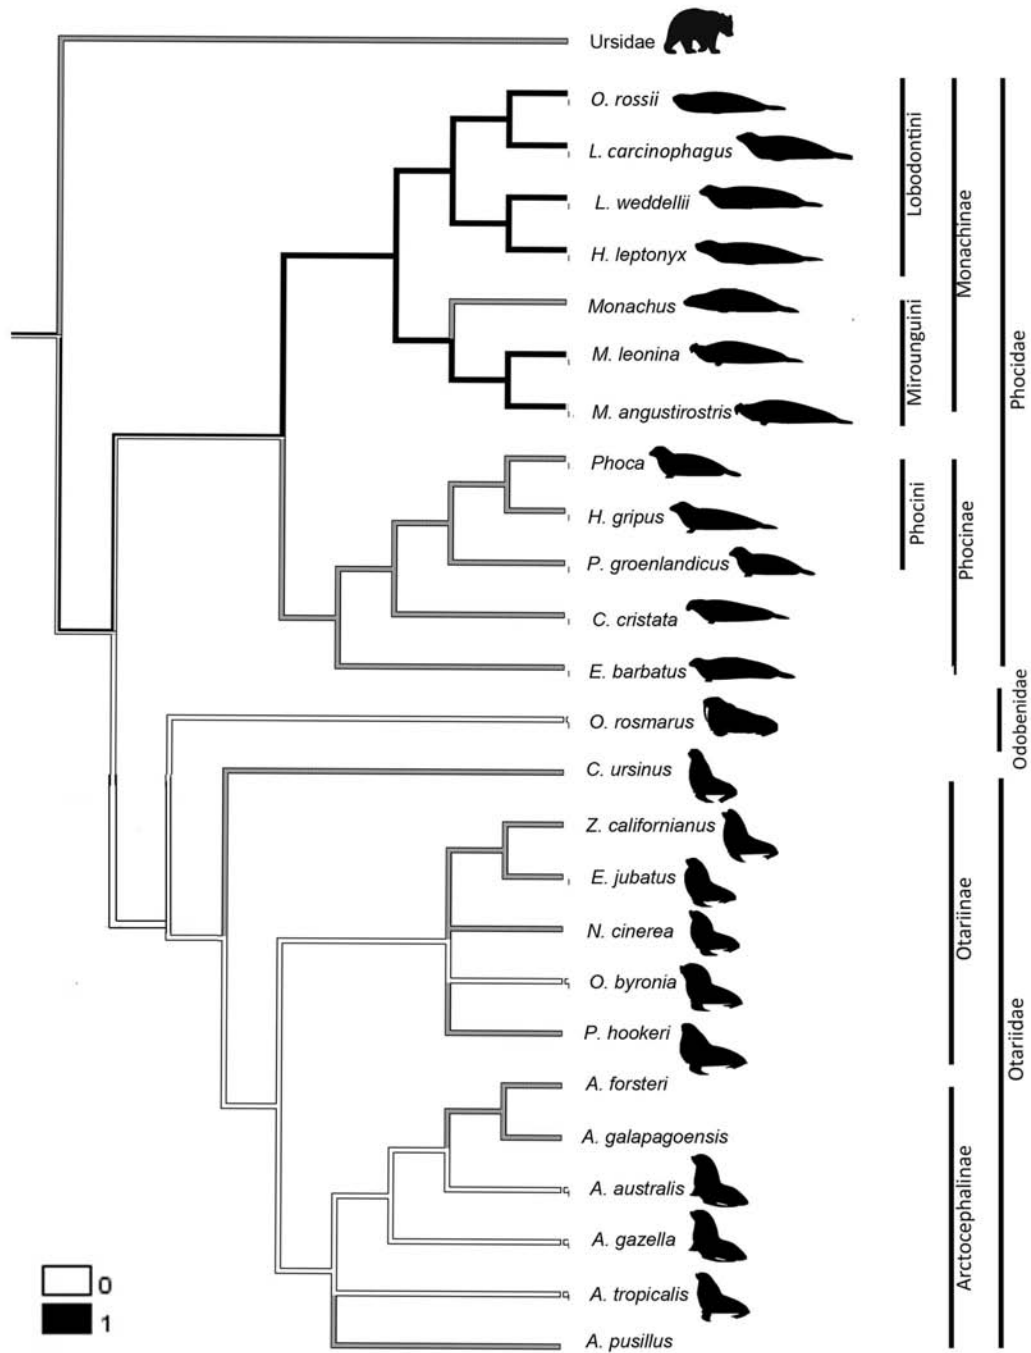 Ursidae
O. rossii
L. carcinophagus
L. weddellii
H. leptonyx
Monachus
M. leonina
M. angustirostris
Phoca
H. gripus
P. groenlandicus
C. cristata
E. barbatus
O. rosmarus
C. ursinus
Z. californianus
E. jubatus
N. cinerea
O. byronia
P. hookeri
A. forsteri
A. galapagoensis
A. australis
A. gazella
A. tropicalis
A. pusillus
Lobodontini
Mirounguini
Phocini
Monachinae
Phocinae
Otariinae
Arctocephalinae
Phocidae
Odobenidae
Otariidae
0
1